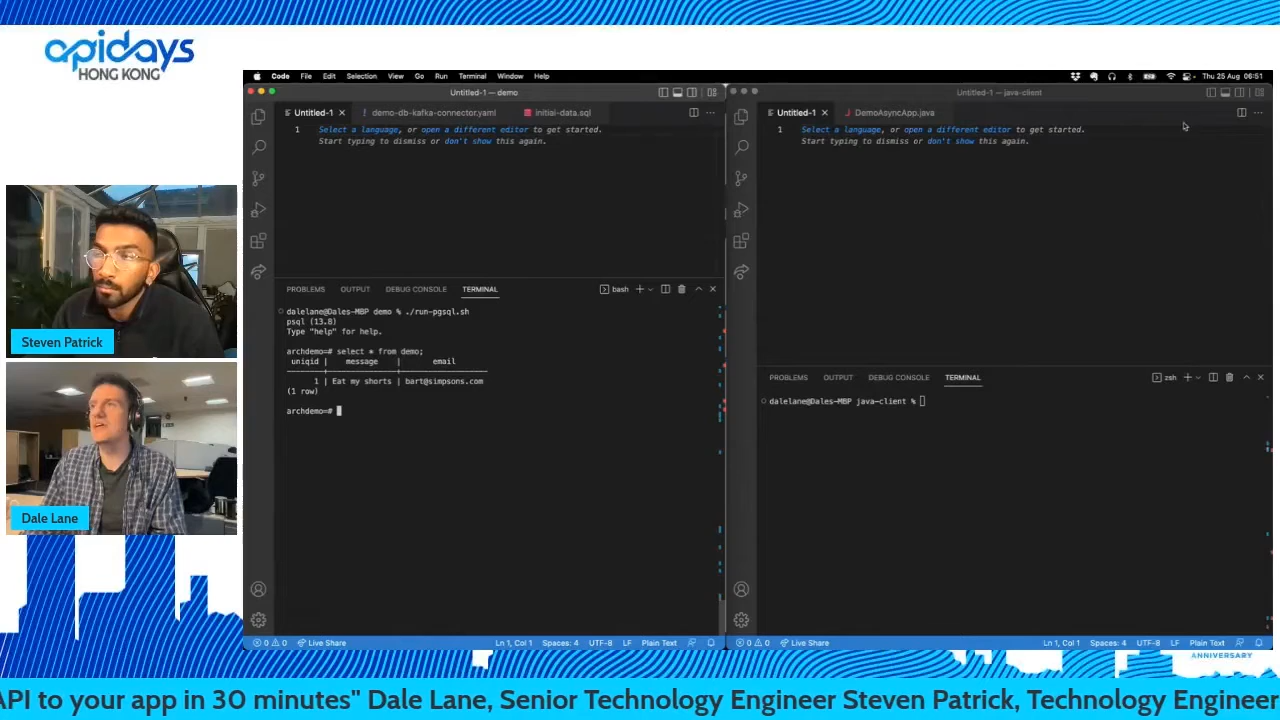 apidays
HONG KONG
Code File Edit Selection View Go Run Terminal Window Help
Thu 25 Aug 06:51
Untitled-1 — demo
Untitled-1 demo-db-kafka-connector.yaml initial-data.sql
1 Select a language, or open a different editor to get started.
Start typing to dismiss or don't show this again.
PROBLEMS OUTPUT DEBUG CONSOLE TERMINAL
bash
dalelane@Dales-MBP demo % ./run-pgsql.sh
psql (13.8)
Type "help" for help.
archdemo=# select * from demo;
uniqid | message | email
1 | Eat my shorts | bart@simpsons.com
(1 row)
archdemo=#
0 0 Live Share Ln 1, Col 1 Spaces: 4 UTF-8 LF Plain Text
Untitled-1 — java-client
Untitled-1 DemoAsyncApp.java
1 Select a language, or open a different editor to get started.
Start typing to dismiss or don't show this again.
PROBLEMS OUTPUT DEBUG CONSOLE TERMINAL
zsh
dalelane@Dales-MBP java-client %
0 0 Live Share Ln 1, Col 1 Spaces: 4 UTF-8 LF Plain Text
Steven Patrick
Dale Lane
ANNIVERSARY
API to your app in 30 minutes" Dale Lane, Senior Technology Engineer Steven Patrick, Technology Engineer